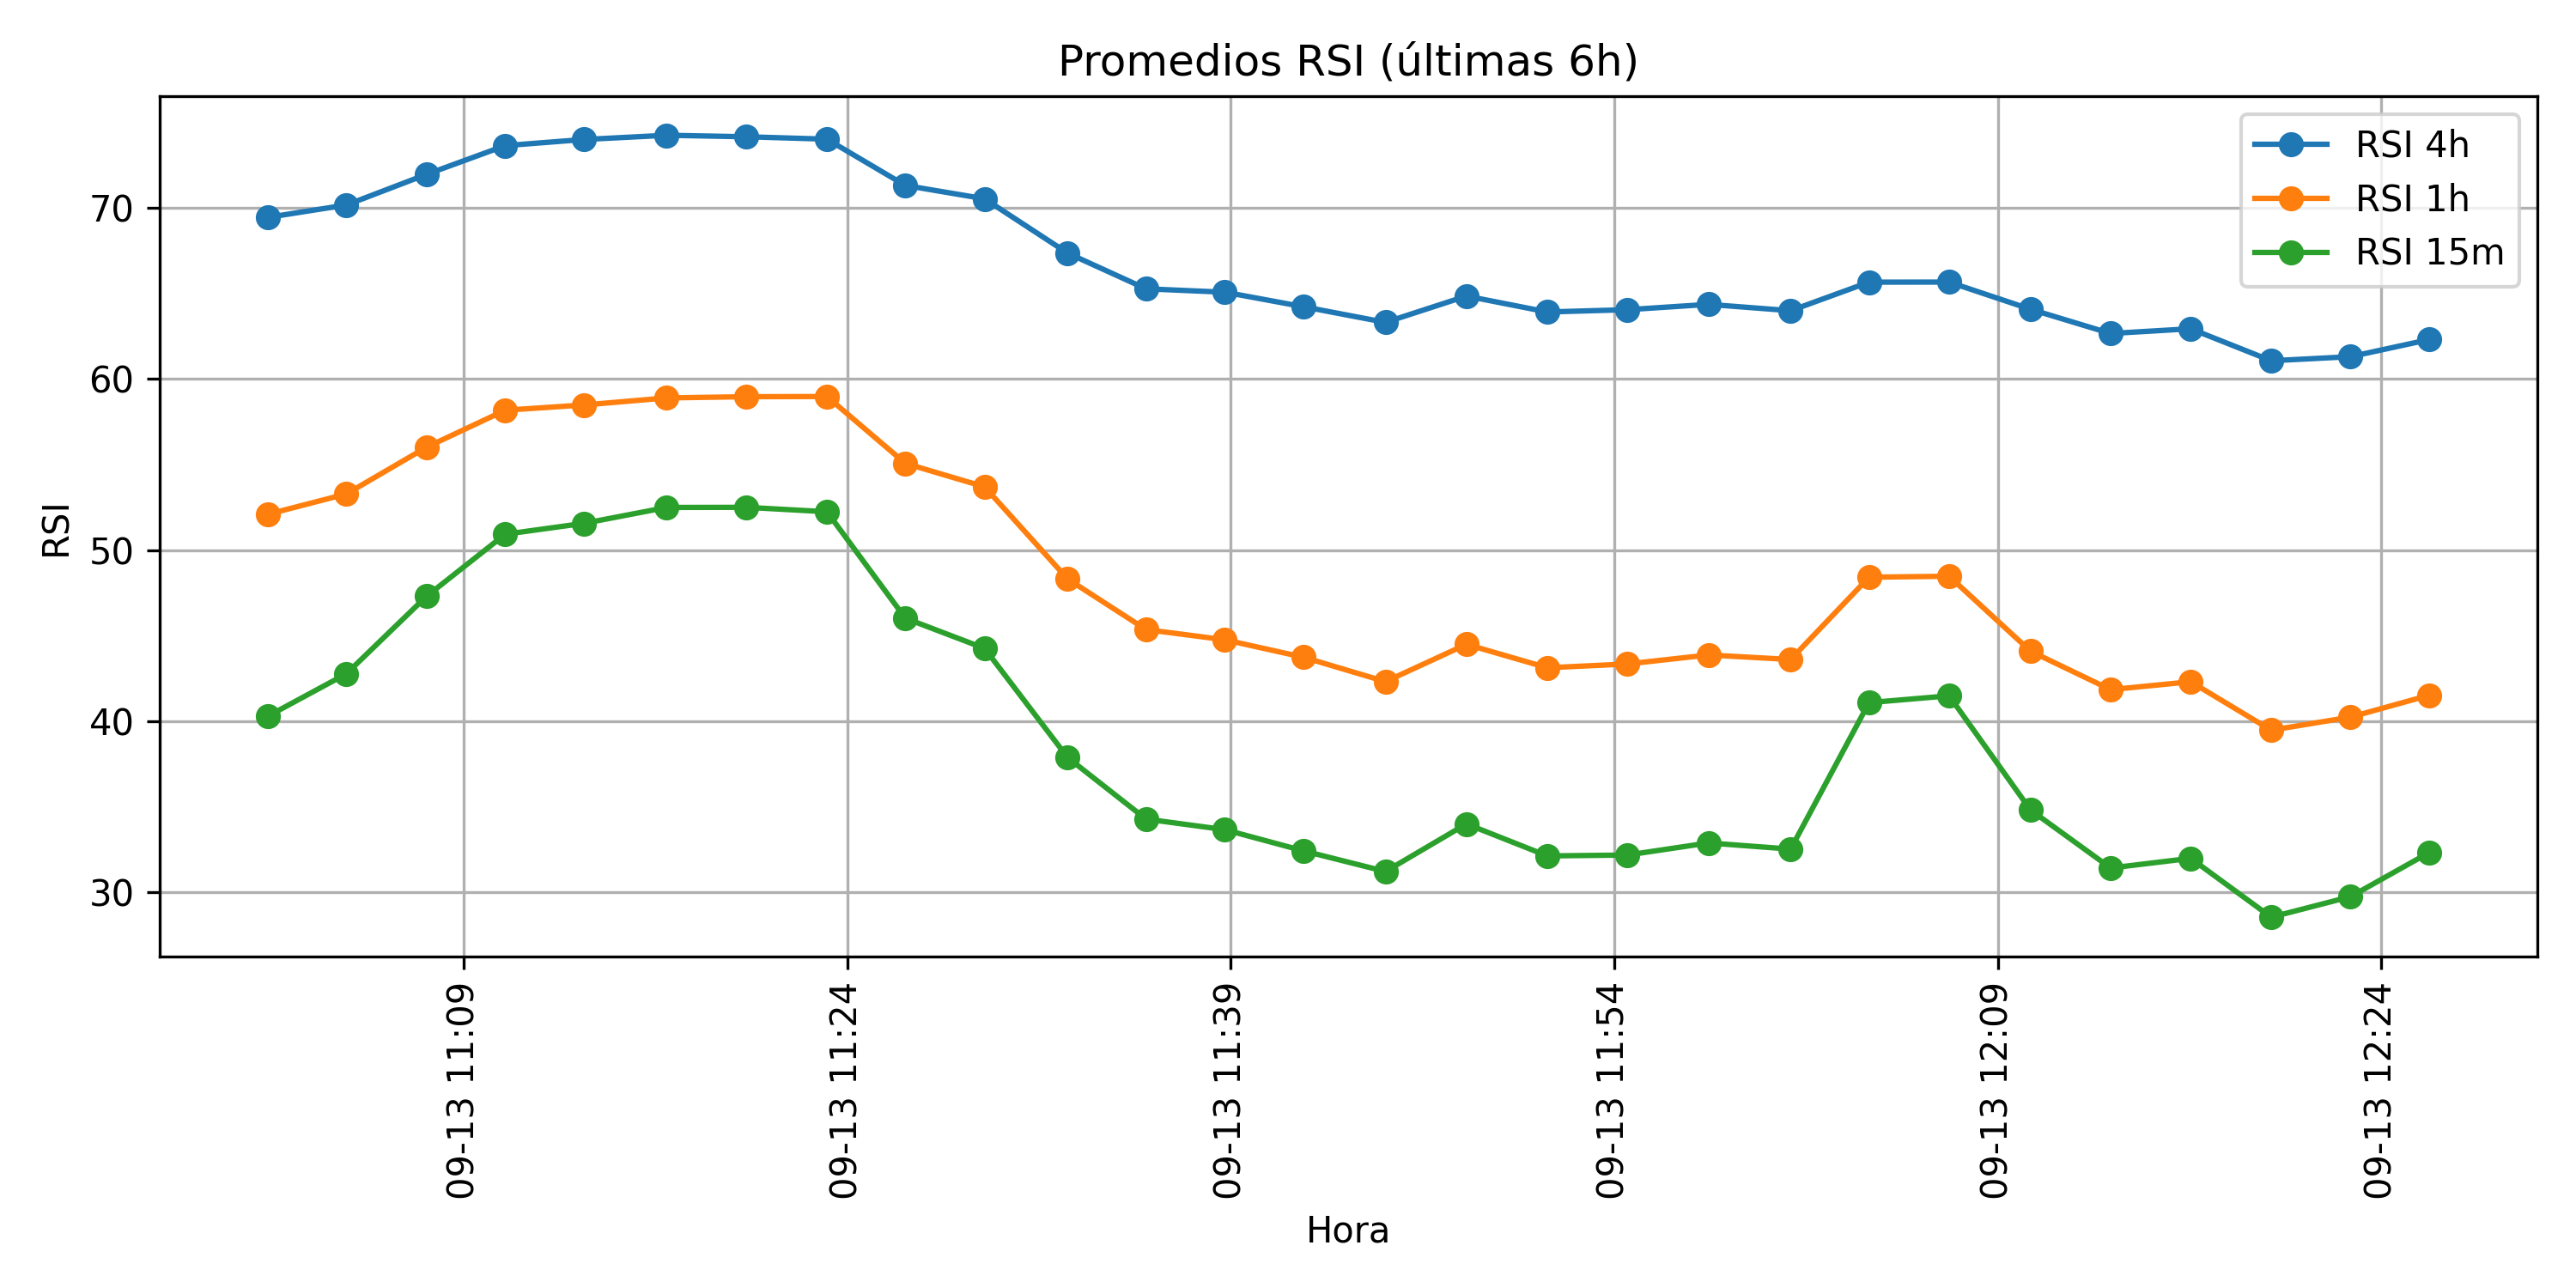 Promedios RSI (últimas 6h)
RSI 4h
RSI 1h
RSI 15m
RSI
70
60
50
40
30
09-13 11:09
09-13 11:24
09-13 11:39
09-13 11:54
09-13 12:09
09-13 12:24
Hora